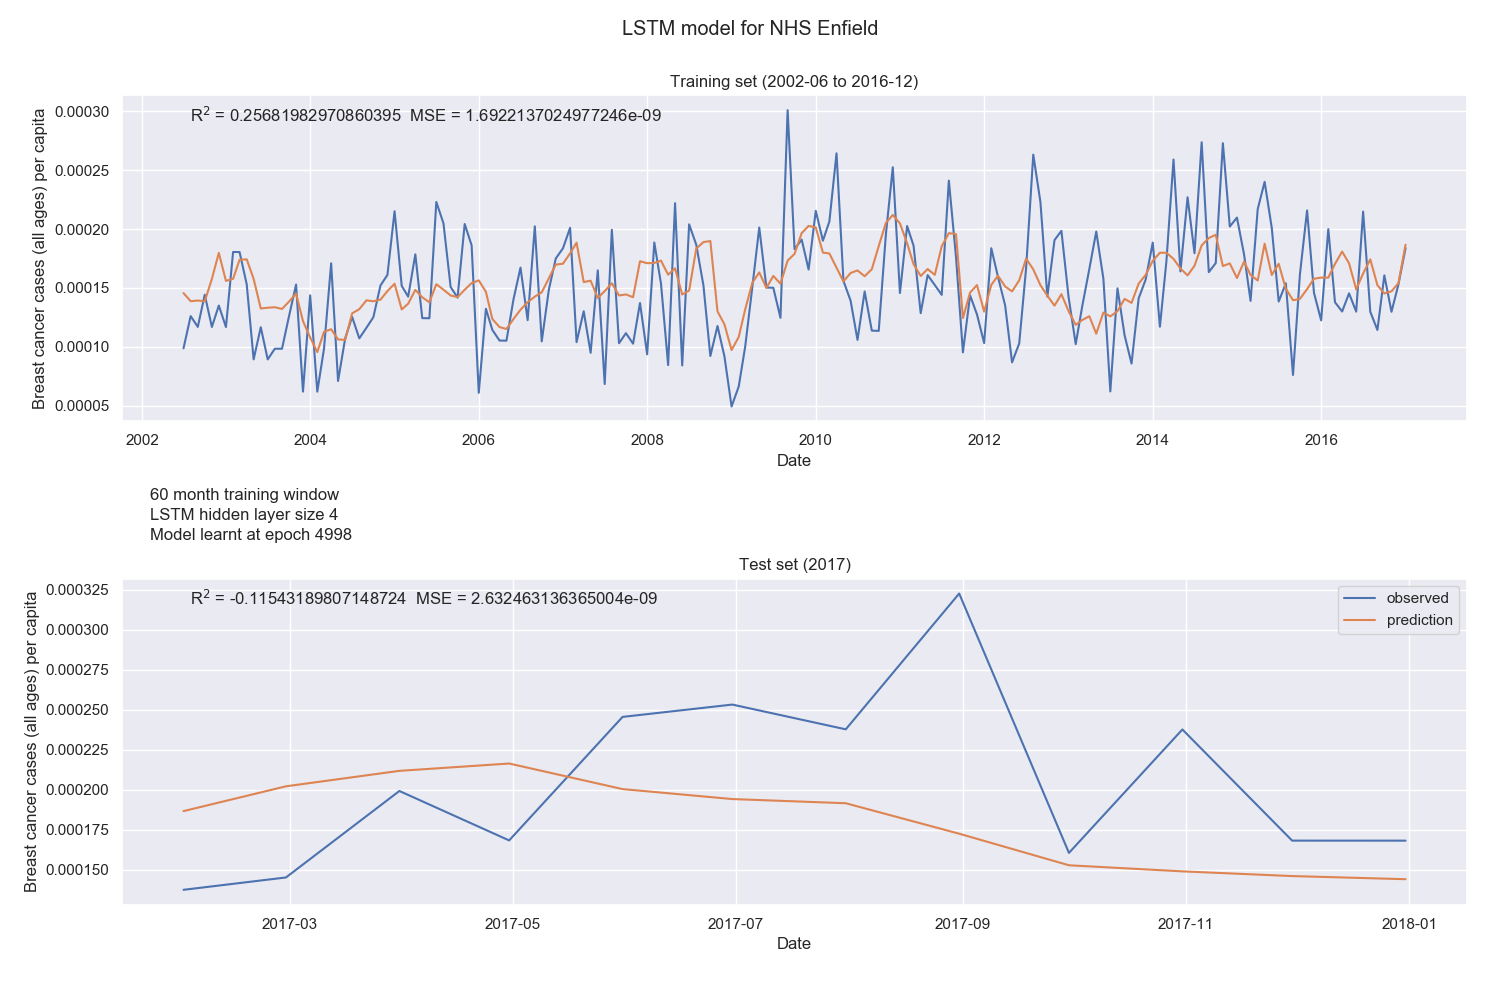 LSTM model for NHS Enfield
Training set (2002-06 to 2016-12)
R² = 0.25681982970860395 MSE = 1.6922137024977246e-09
Breast cancer cases (all ages) per capita
0.00030
0.00025
0.00020
0.00015
0.00010
0.00005
2002 2004 2006 2008 2010 2012 2014 2016
Date
60 month training window
LSTM hidden layer size 4
Model learnt at epoch 4998
Test set (2017)
R² = -0.11543189807148724 MSE = 2.632463136365004e-09
observed
prediction
Breast cancer cases (all ages) per capita
0.000325
0.000300
0.000275
0.000250
0.000225
0.000200
0.000175
0.000150
2017-03 2017-05 2017-07 2017-09 2017-11 2018-01
Date